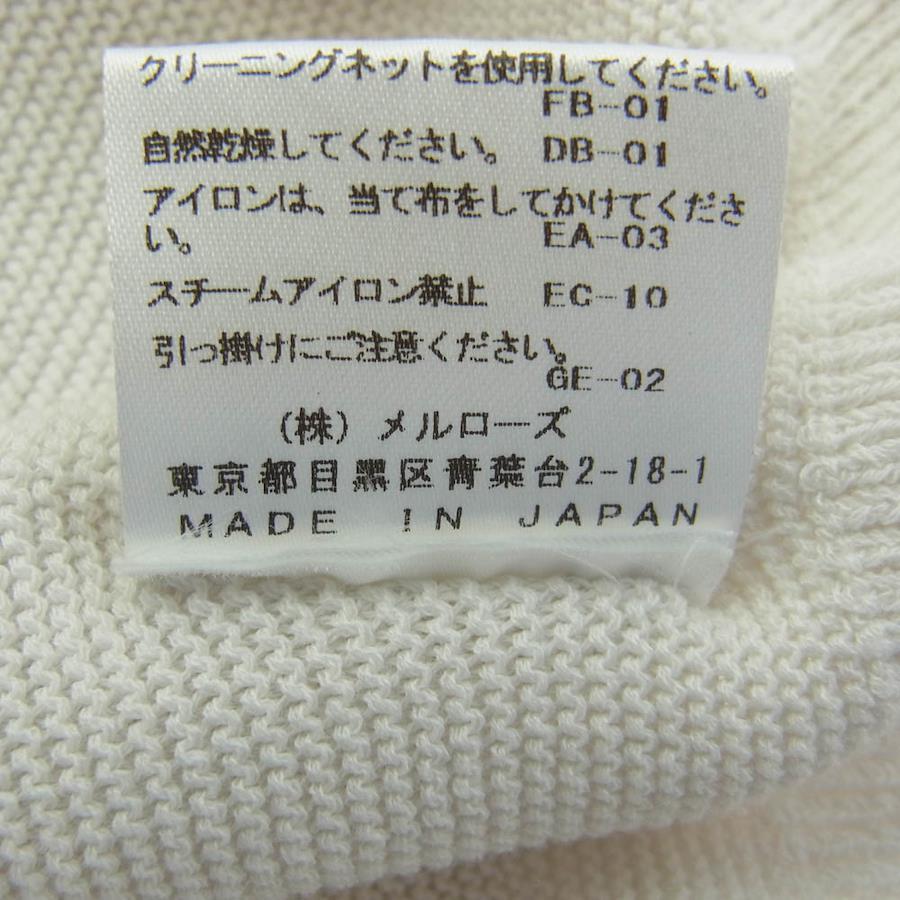 クリーニングネットを使用してください。
FB-01
自然乾燥してください。 DB-01
アイロンは、当て布をしてかけてくださ
い。 EA-03
スチームアイロン禁止 EC-10
引っ掛けにご注意ください。
GE-02
(株) メルローズ
東京都目黒区青葉台2-18-1
MADE IN JAPAN